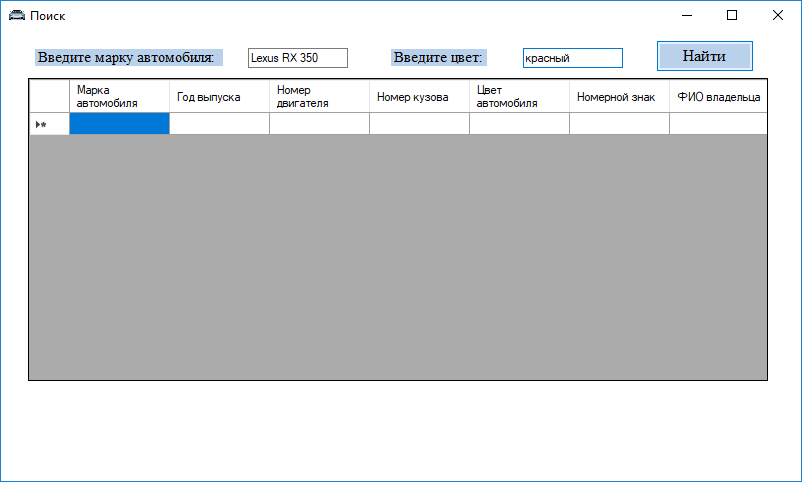 Поиск
Введите марку автомобиля: Lexus RX 350 Введите цвет: красный Найти
Марка автомобиля Год выпуска Номер двигателя Номер кузова Цвет автомобиля Номерной знак ФИО владельца